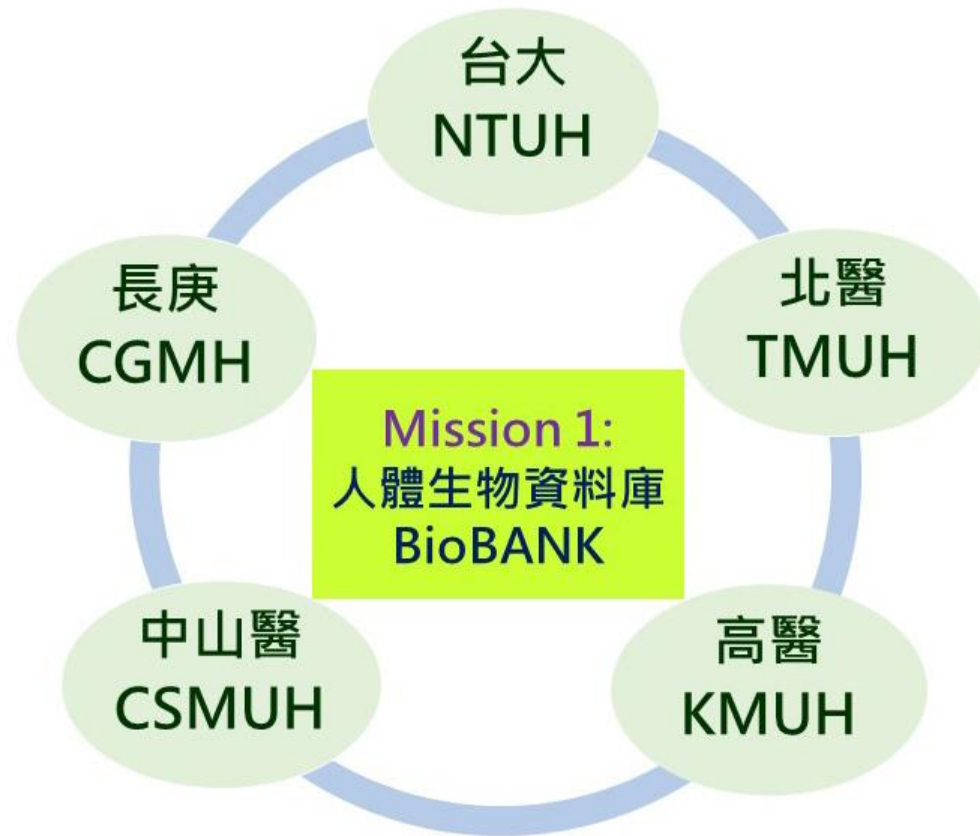 台大
NTUH
長庚
CGMH
北醫
TMUH
Mission 1:
人體生物資料庫
BioBANK
中山醫
CSMUH
高醫
KMUH